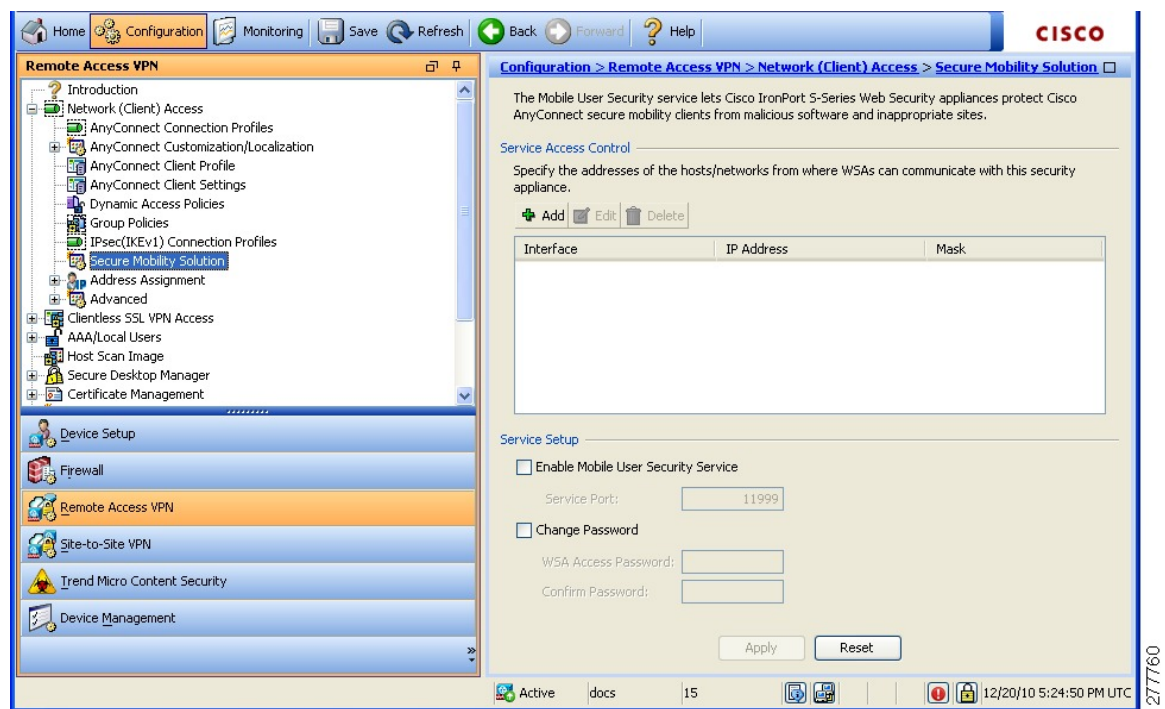 Home Configuration Monitoring Save Refresh Back Forward Help
CISCO
Remote Access VPN
Introduction
Network (Client) Access
AnyConnect Connection Profiles
AnyConnect Customization/Localization
AnyConnect Client Profile
AnyConnect Client Settings
Dynamic Access Policies
Group Policies
IPsec(IKEv1) Connection Profiles
Secure Mobility Solution
Address Assignment
Advanced
Clientless SSL VPN Access
AAA/Local Users
Host Scan Image
Secure Desktop Manager
Certificate Management
Device Setup
Firewall
Remote Access VPN
Site-to-Site VPN
Trend Micro Content Security
Device Management
Configuration > Remote Access VPN > Network (Client) Access > Secure Mobility Solution
The Mobile User Security service lets Cisco IronPort S-Series Web Security appliances protect Cisco
AnyConnect secure mobility clients from malicious software and inappropriate sites.
Service Access Control
Specify the addresses of the hosts/networks from where WSAs can communicate with this security
appliance.
Add Edit Delete
Interface IP Address Mask
Service Setup
Enable Mobile User Security Service
Service Port: 11999
Change Password
WSA Access Password:
Confirm Password:
Apply Reset
Active docs 15 12/20/10 5:24:50 PM UTC
277760